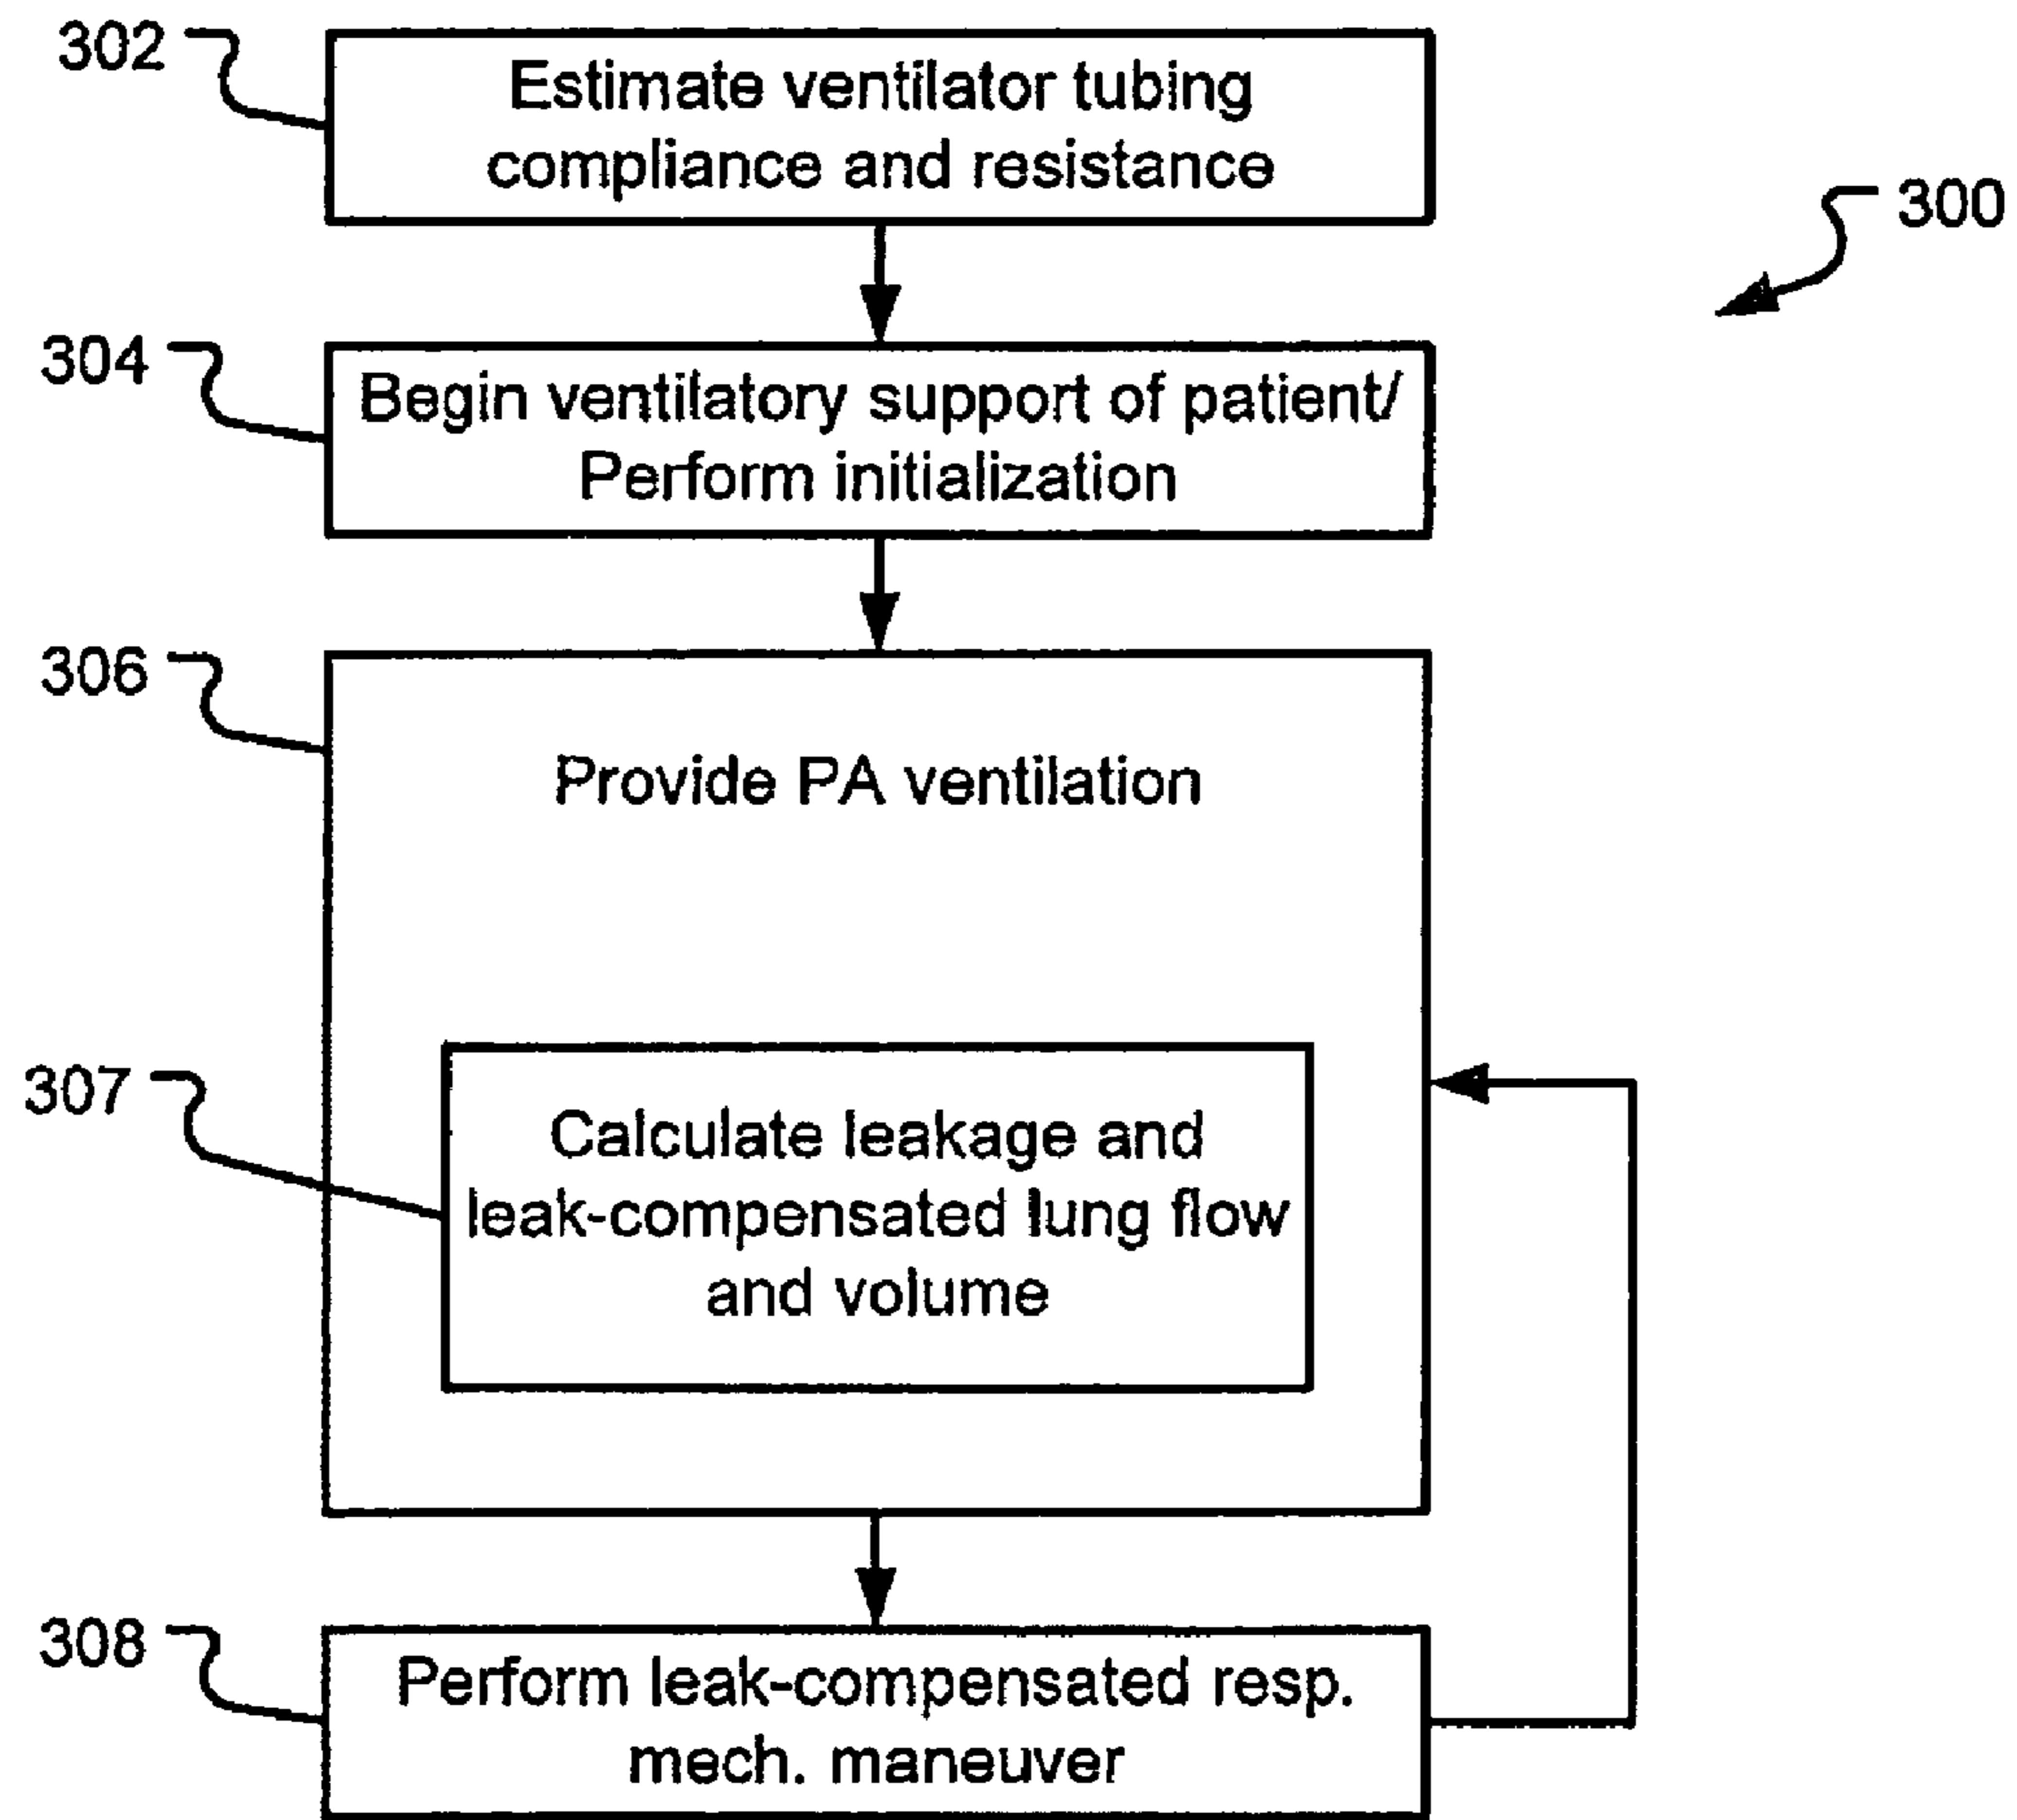 302
Estimate ventilator tubing
compliance and resistance
300
304
Begin ventilatory support of patient/
Perform initialization
306
Provide PA ventilation
307
Calculate leakage and
leak-compensated lung flow
and volume
308
Perform leak-compensated resp.
mech. maneuver